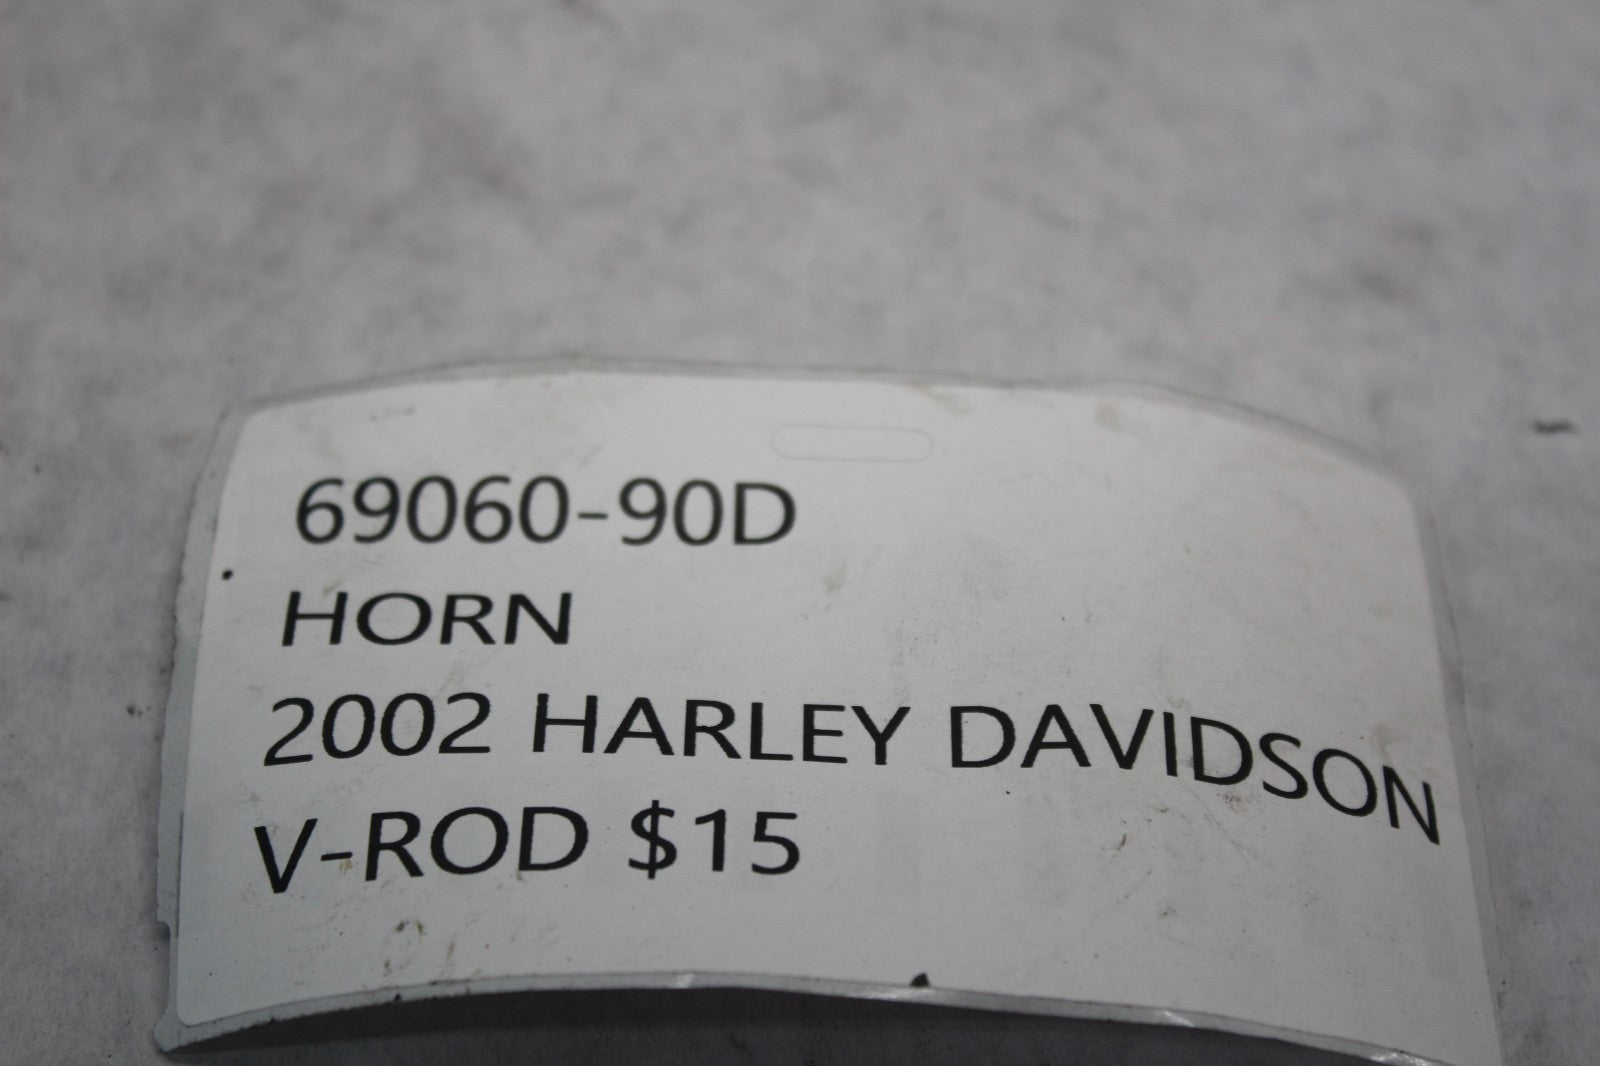 69060-90D
HORN
2002 HARLEY DAVIDSON
V-ROD $15